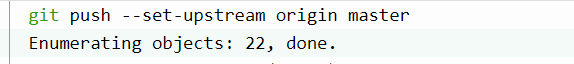 git push --set-upstream origin master
Enumerating objects: 22, done.